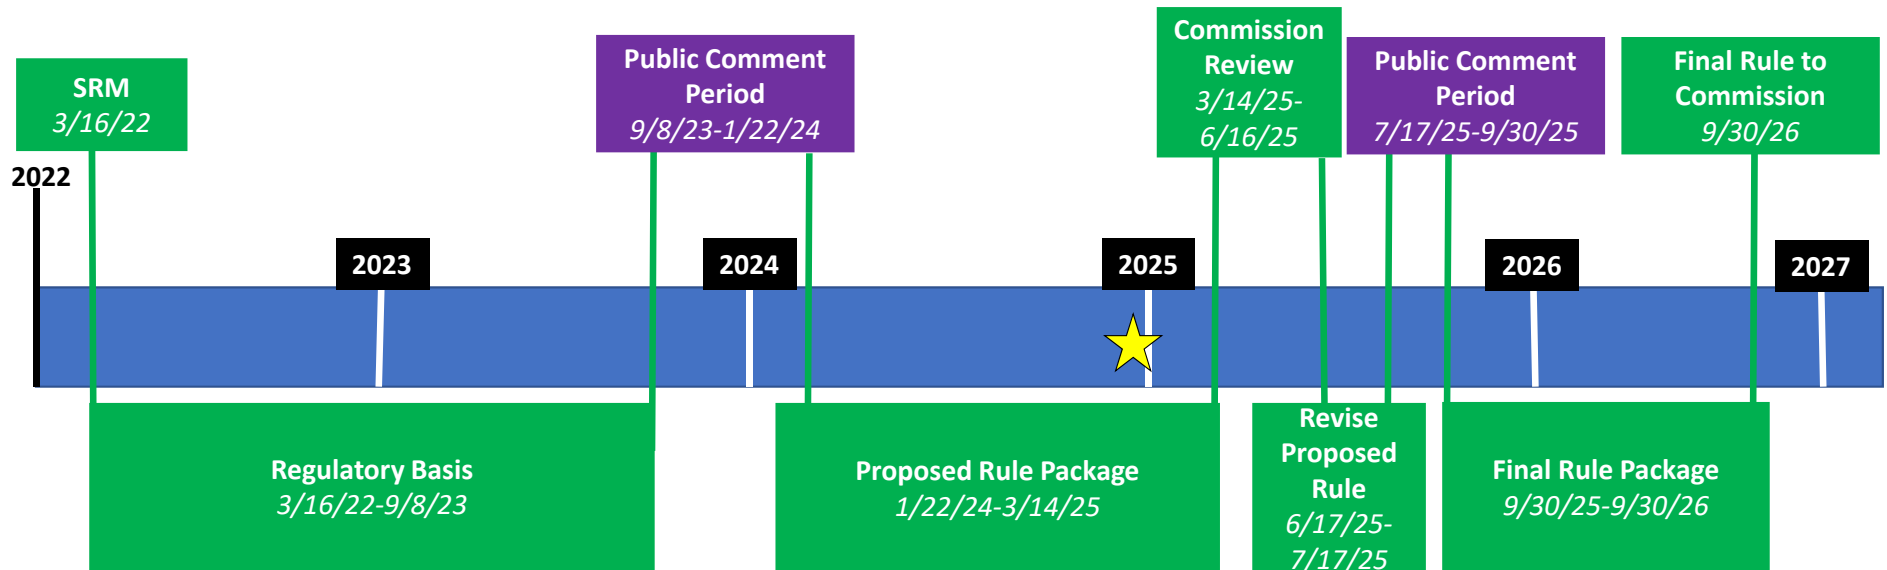 SRM
3/16/22
Public Comment
Period
9/8/23-1/22/24
Commission
Review
3/14/25-
6/16/25
Public Comment
Period
7/17/25-9/30/25
Final Rule to
Commission
9/30/26
2022
2023
2024
2025
2026
2027
Regulatory Basis
3/16/22-9/8/23
Proposed Rule Package
1/22/24-3/14/25
Revise
Proposed
Rule
6/17/25-
7/17/25
Final Rule Package
9/30/25-9/30/26